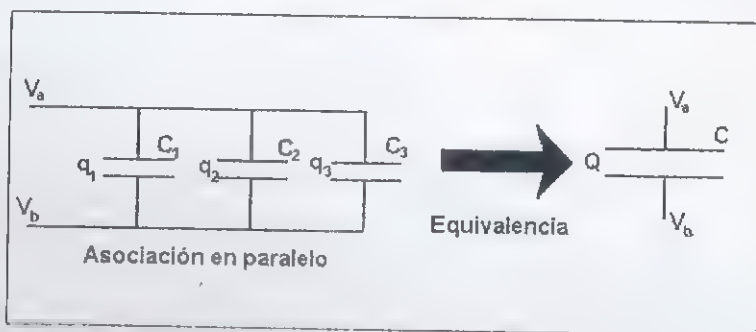 Va
C1 C2 C3
q1 q2 q3
Vb
Asociación en paralelo
Equivalencia
Va
C
Q
Vb